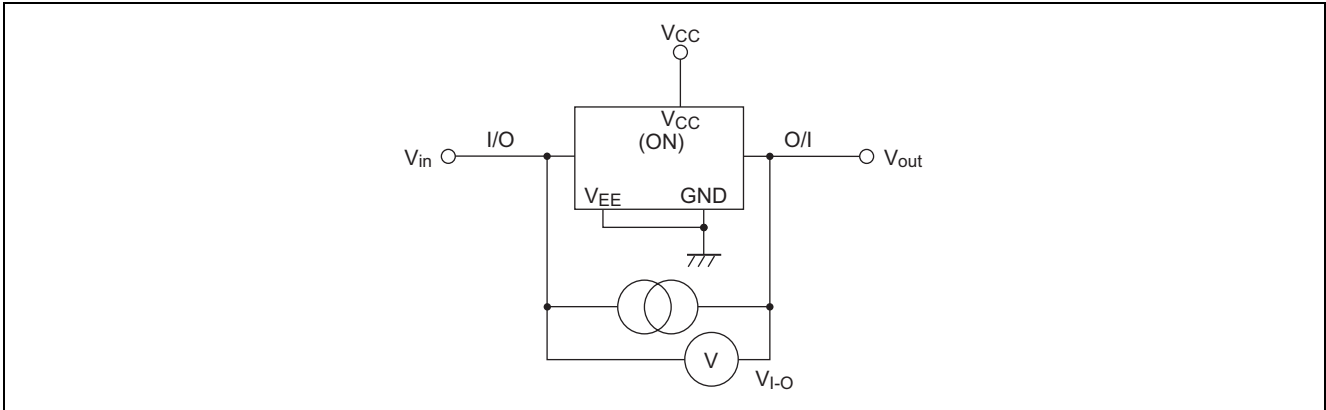 VCC
VCC
(ON)
I/O
O/I
Vin
Vout
VEE
GND
V
VI-O